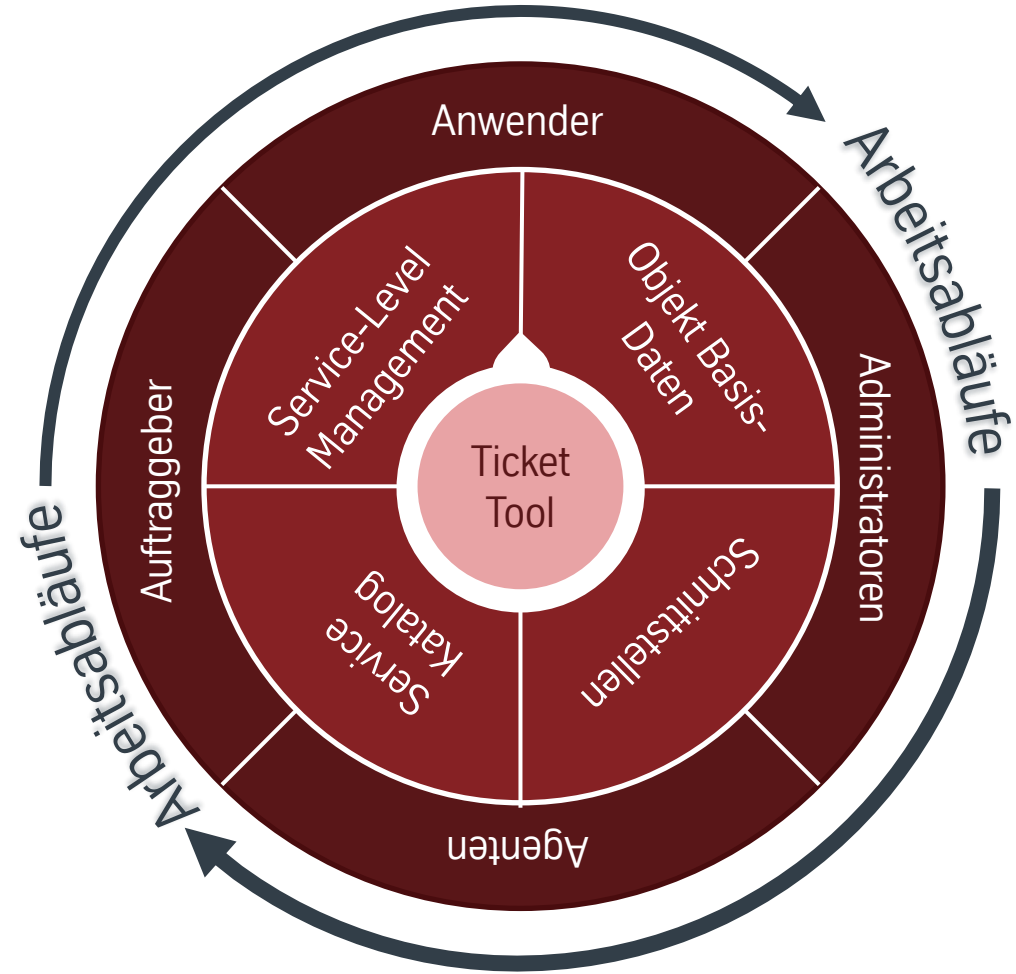 Anwender
Arbeitsabläufe
Service-Level
Management
Objekt Basis-
Daten
Auftraggeber
Administratoren
Ticket
Tool
Service
Katalog
Schnittstellen
Arbeitsabläufe
Agenten